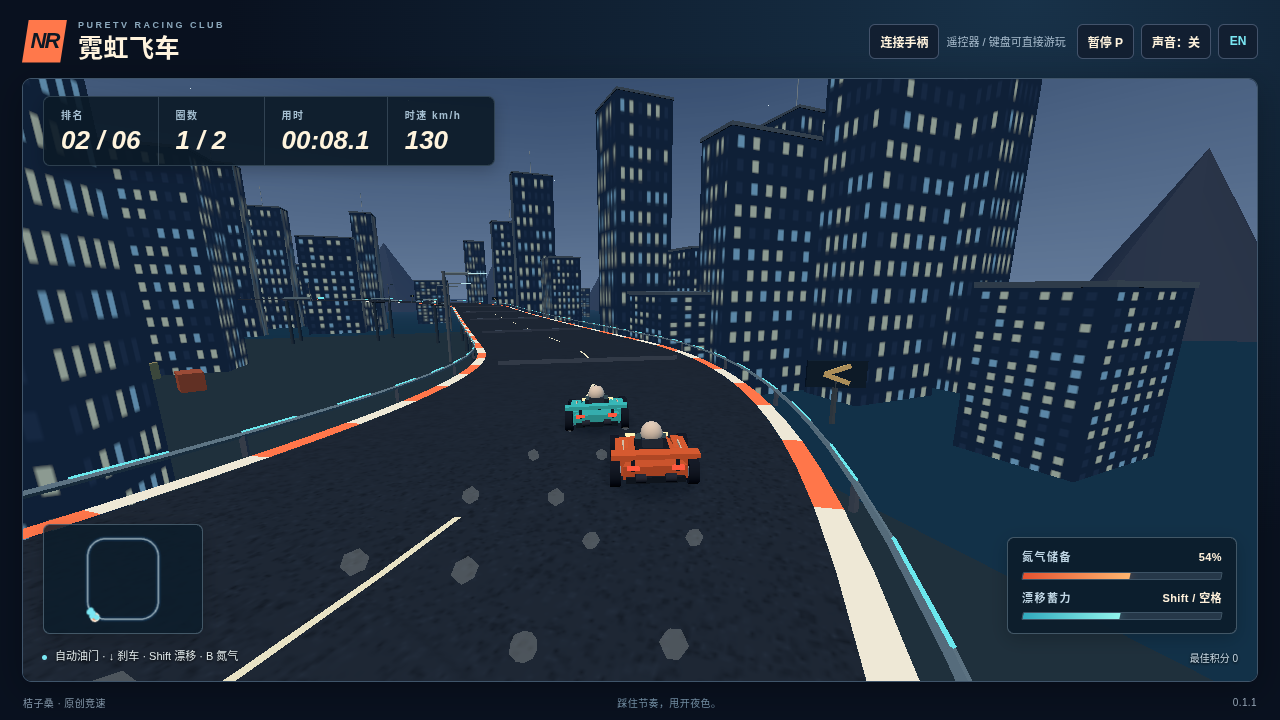 NR
PURETV RACING CLUB
霓虹飞车
连接手柄
遥控器 / 键盘可直接游玩
暂停 P
声音：关
EN
排名
02 / 06
圈数
1 / 2
用时
00:08.1
时速 km/h
130
氮气储备
54%
漂移蓄力
Shift / 空格
自动油门 · ↓ 刹车 · Shift 漂移 · B 氮气
最佳积分 0
桔子桑 · 原创竞速
踩住节奏，甩开夜色。
0.1.1